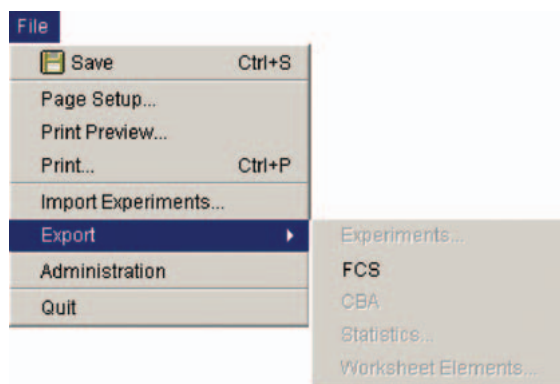 File
Save Ctrl+S
Page Setup...
Print Preview...
Print... Ctrl+P
Import Experiments...
Export
Administration
Quit
Experiments...
FCS
CBA
Statistics...
Worksheet Elements...